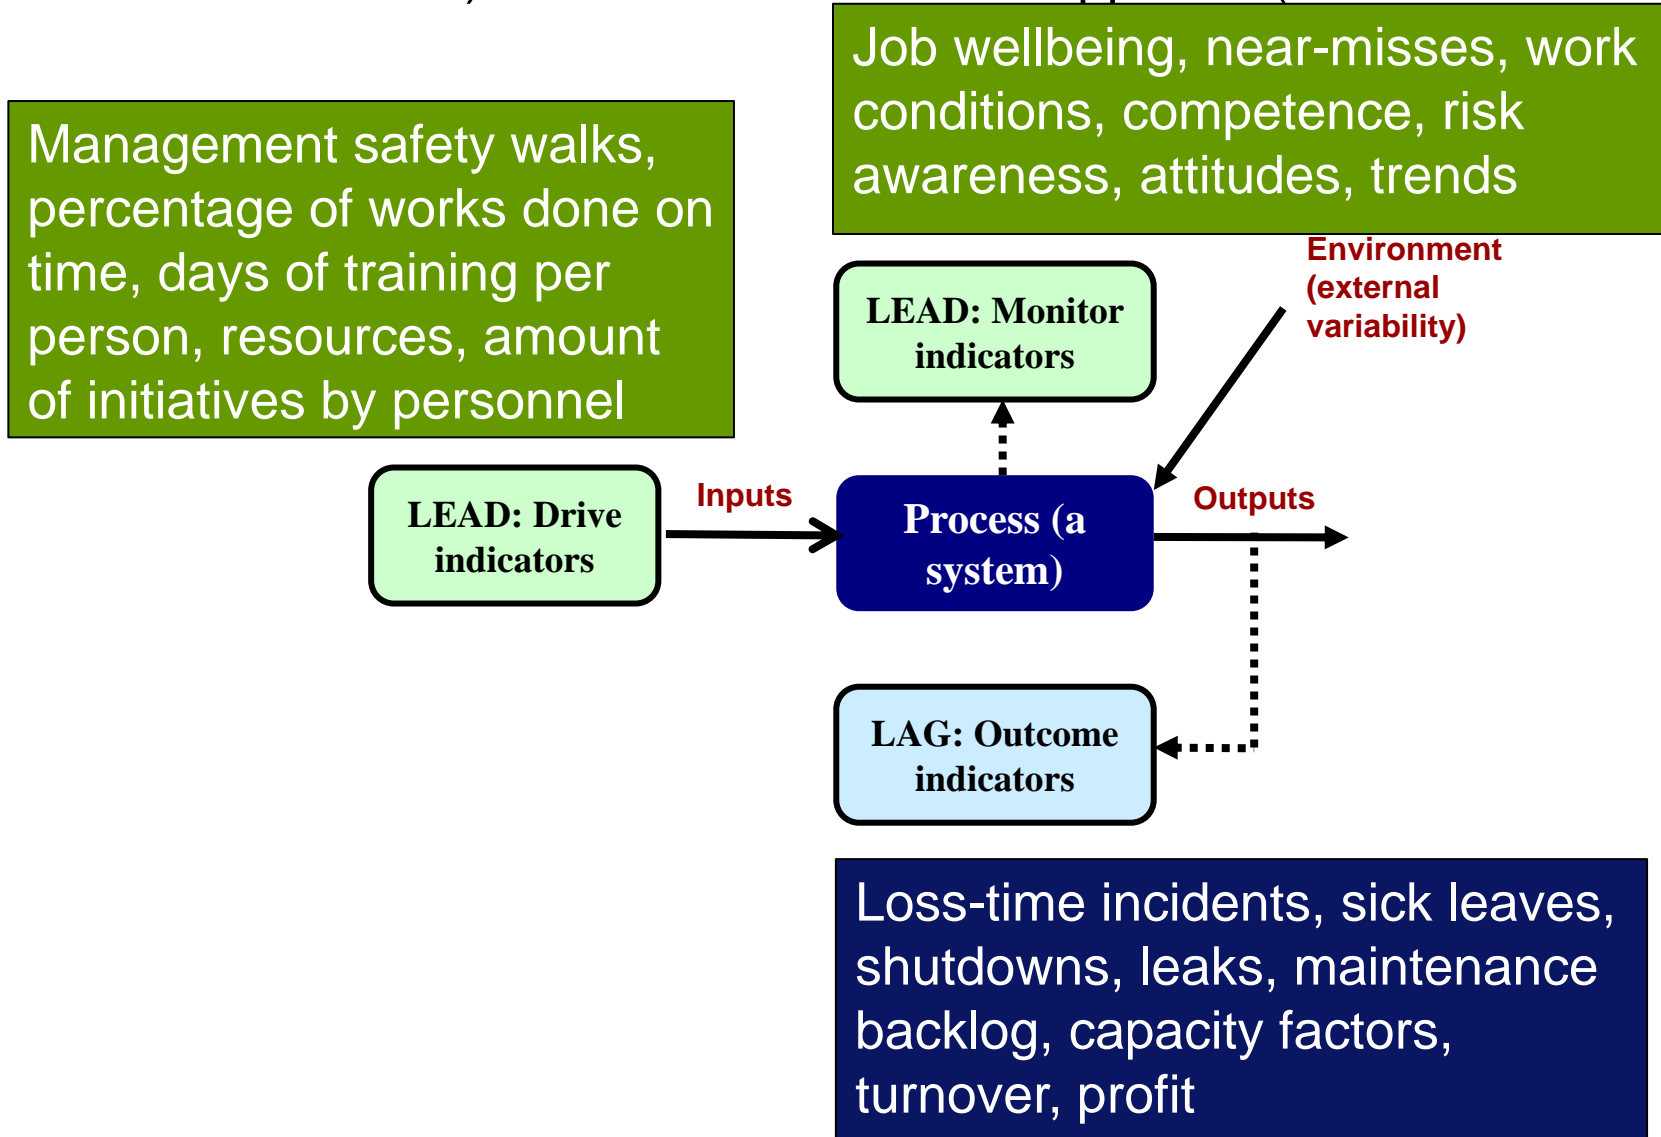 Job wellbeing, near-misses, work
conditions, competence, risk
awareness, attitudes, trends
Management safety walks,
percentage of works done on
time, days of training per
person, resources, amount
of initiatives by personnel
Environment
(external
variability)
LEAD: Monitor
indicators
LEAD: Drive
indicators
Inputs
Process (a
system)
Outputs
LAG: Outcome
indicators
Loss-time incidents, sick leaves,
shutdowns, leaks, maintenance
backlog, capacity factors,
turnover, profit